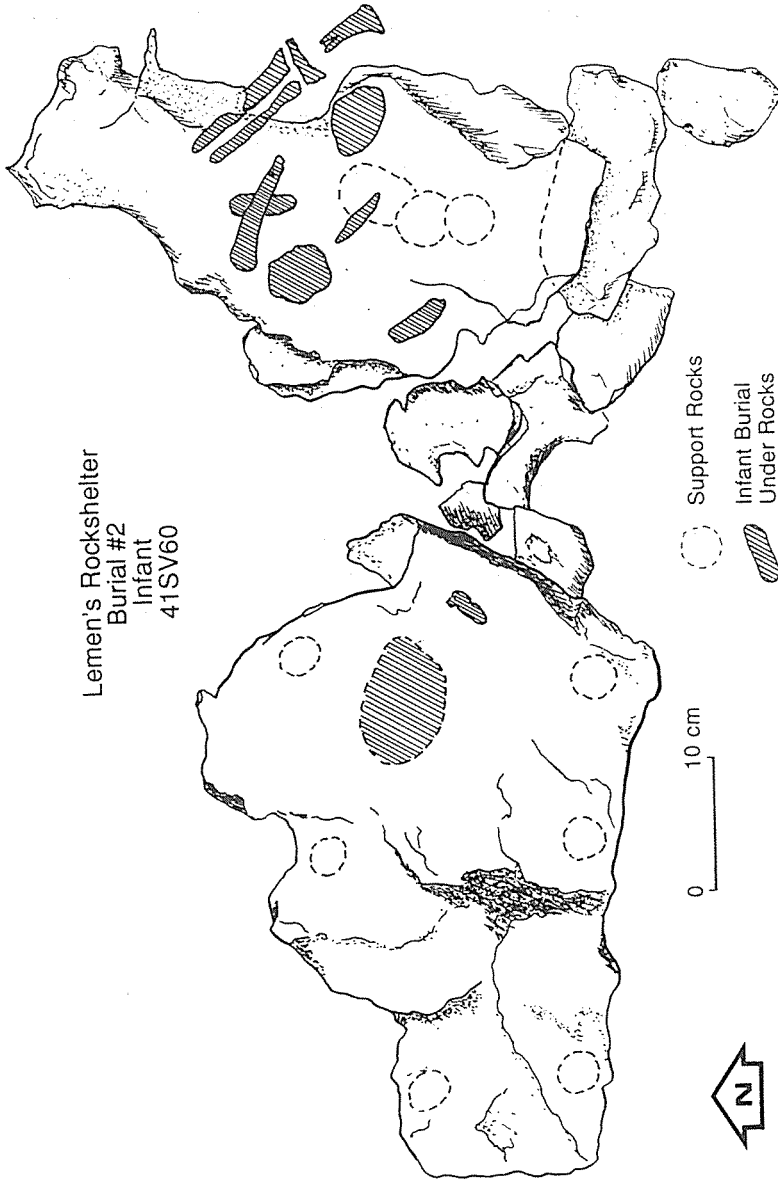 Lemen's Rockshelter
Burial #2
Infant
41SV60
Support Rocks
Infant Burial
Under Rocks
0 10 cm
N